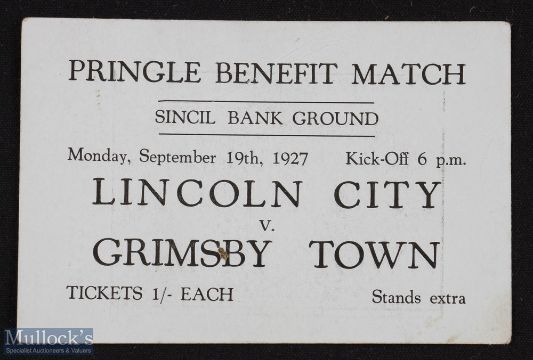 PRINGLE BENEFIT MATCH
SINCIL BANK GROUND
Monday, September 19th, 1927 Kick-Off 6 p.m.
LINCOLN CITY
v.
GRIMSBY TOWN
TICKETS 1/- EACH Stands extra
Mullock's
Specialist Auctioneers & Valuers